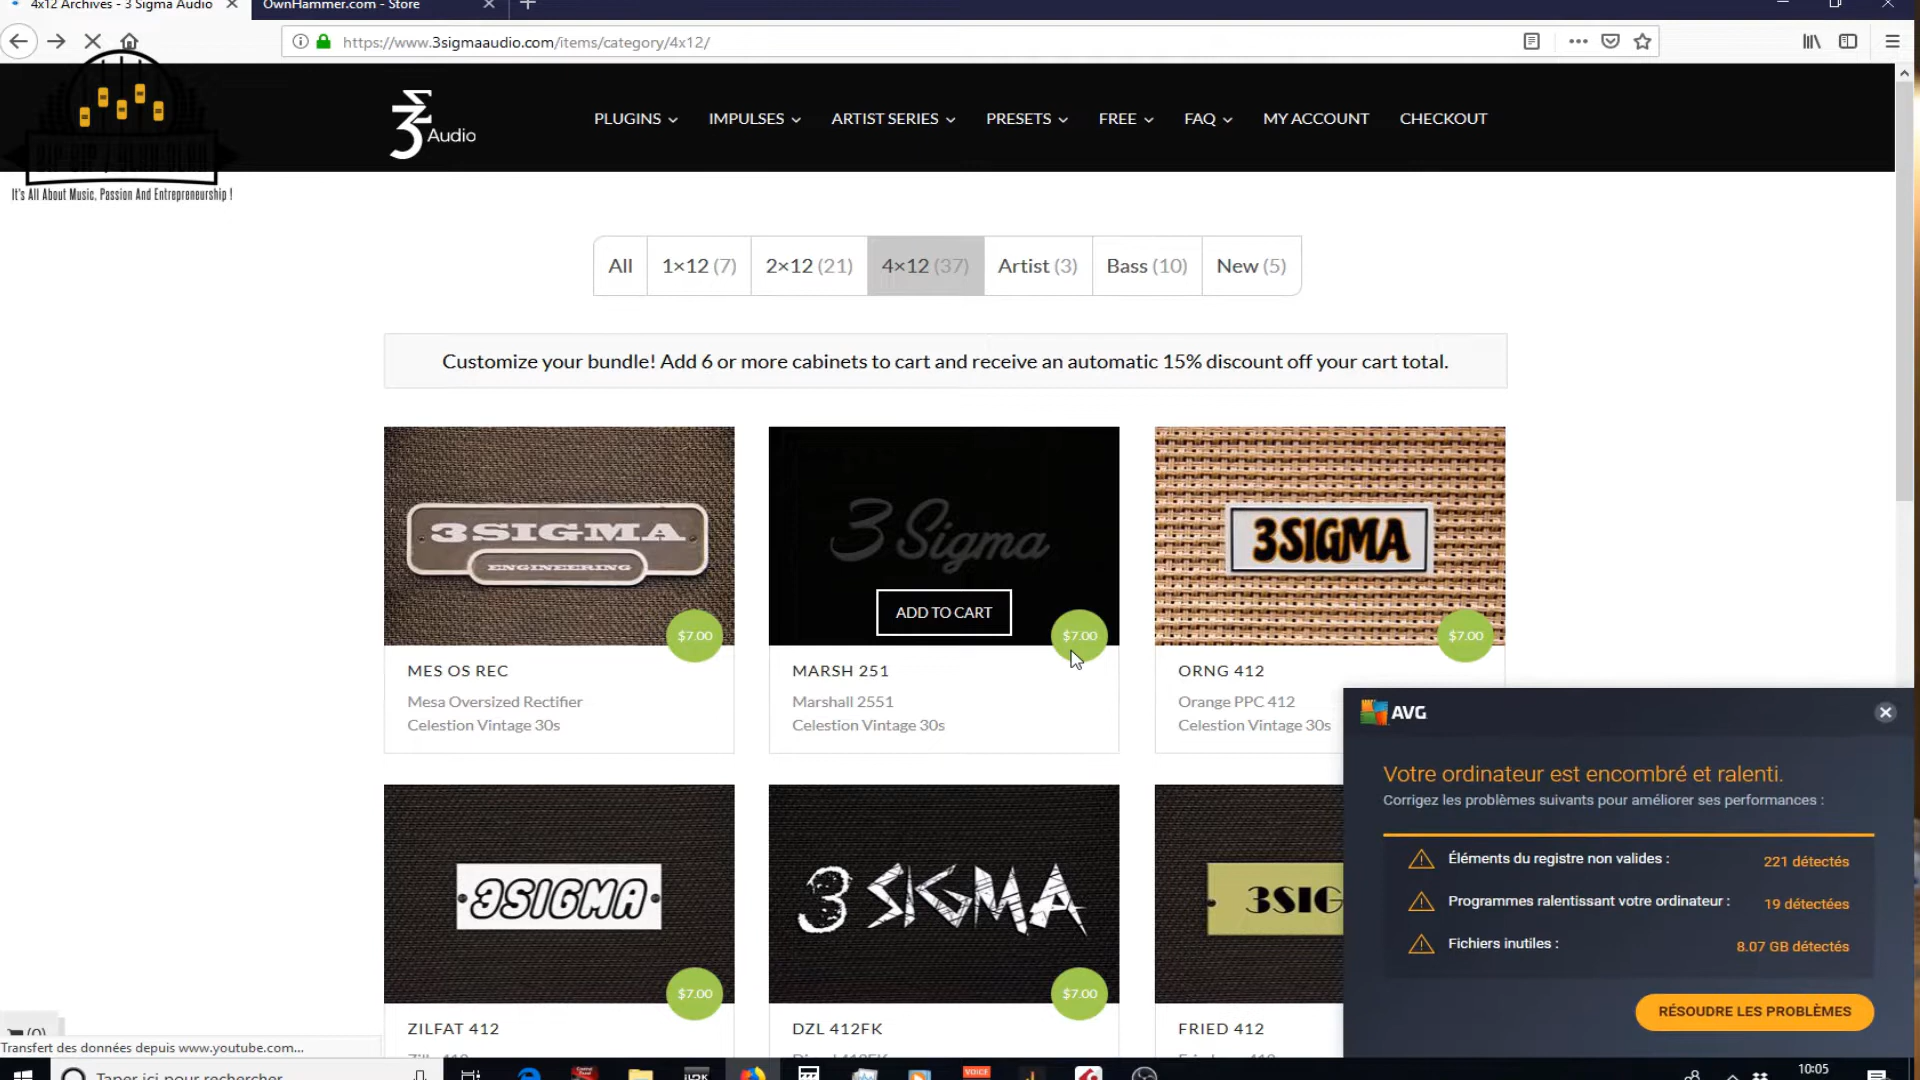 4x12 Archives - 3 Sigma Audio
OwnHammer.com - Store
https://www.3sigmaaudio.com/items/category/4x12/
3 Audio
PLUGINS
IMPULSES
ARTIST SERIES
PRESETS
FREE
FAQ
MY ACCOUNT
CHECKOUT
It's All About Music, Passion And Entrepreneurship !
All
1×12 (7)
2×12 (21)
4×12 (37)
Artist (3)
Bass (10)
New (5)
Customize your bundle! Add 6 or more cabinets to cart and receive an automatic 15% discount off your cart total.
3SIGMA
ENGINEERING
$7.00
3 Sigma
ADD TO CART
$7.00
3SIGMA
$7.00
MES OS REC
Mesa Oversized Rectifier
Celestion Vintage 30s
MARSH 251
Marshall 2551
Celestion Vintage 30s
ORNG 412
Orange PPC 412
Celestion Vintage 30s
3SIGMA
$7.00
3 SIGMA
$7.00
3SIG
ZILFAT 412
DZL 412FK
FRIED 412
AVG
Votre ordinateur est encombré et ralenti.
Corrigez les problèmes suivants pour améliorer ses performances :
Éléments du registre non valides :
221 détectés
Programmes ralentissant votre ordinateur :
19 détectées
Fichiers inutiles :
8.07 GB détectés
RÉSOUDRE LES PROBLÈMES
(0)
Transfert des données depuis www.youtube.com...
Taper ici pour rechercher
VOICE
10:05